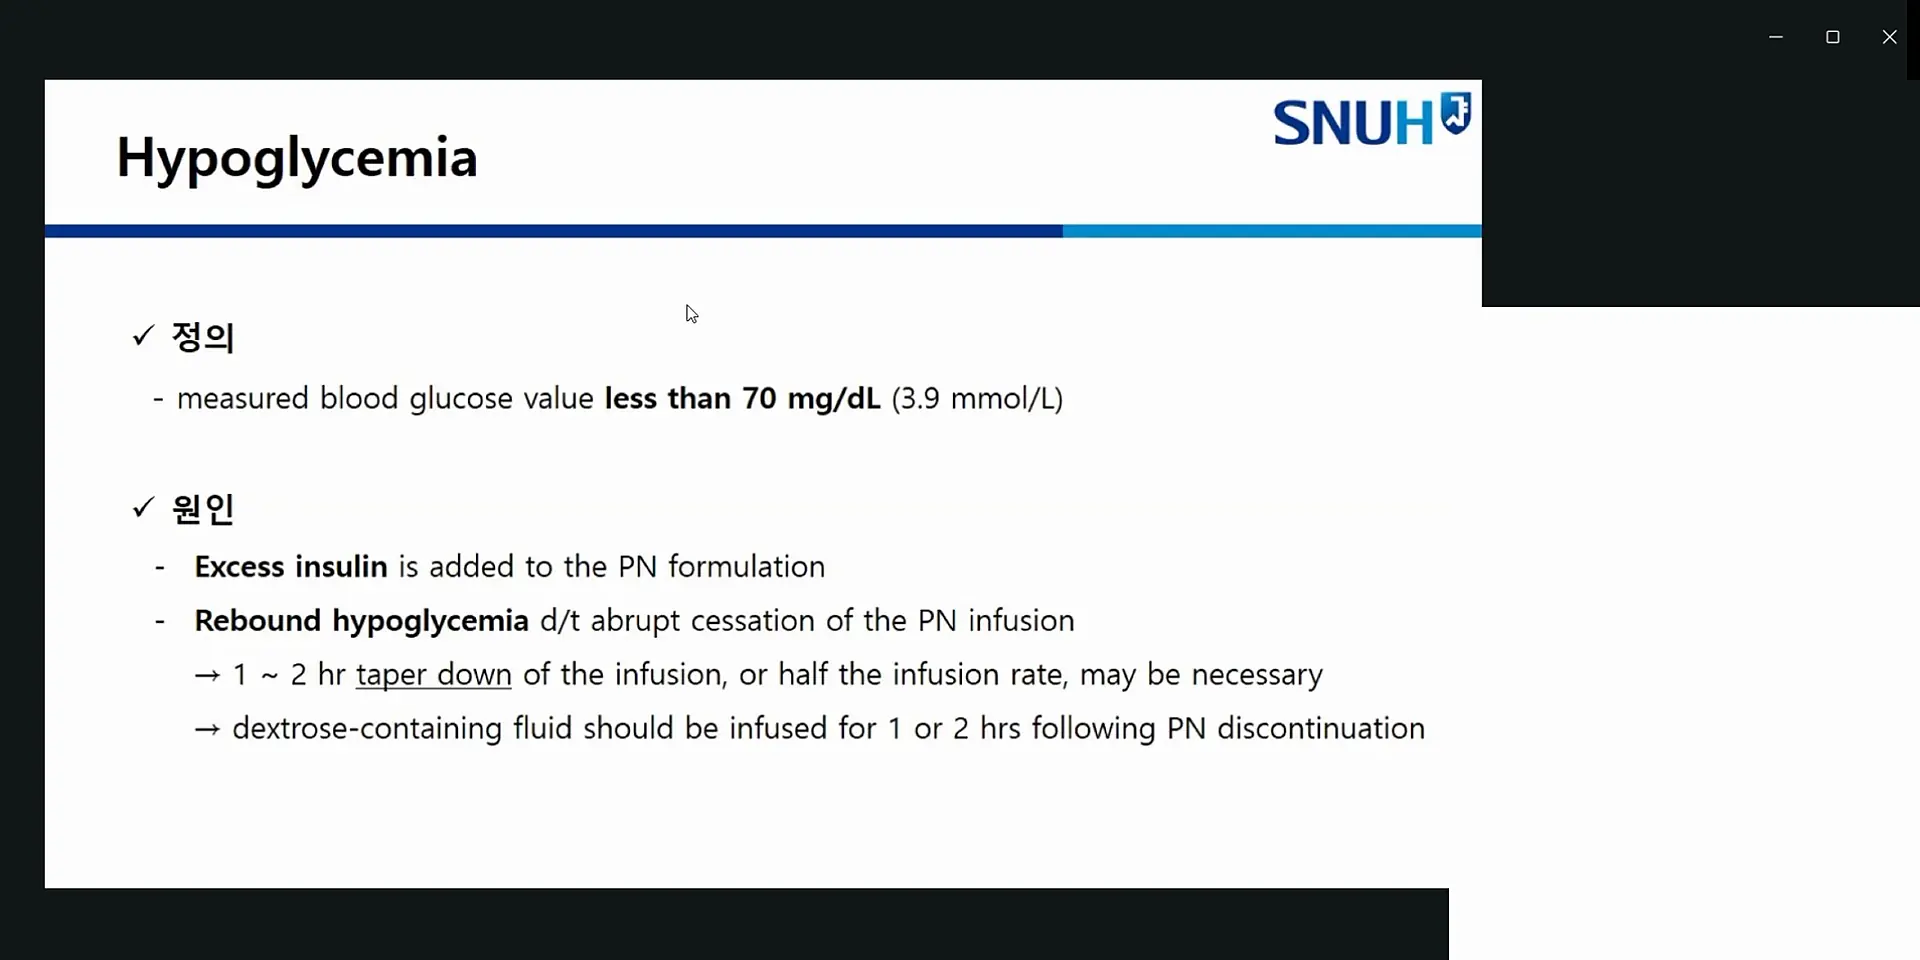 SNUH
Hypoglycemia
✓ 정의
- measured blood glucose value less than 70 mg/dL (3.9 mmol/L)
✓ 원인
- Excess insulin is added to the PN formulation
- Rebound hypoglycemia d/t abrupt cessation of the PN infusion
→ 1 ~ 2 hr taper down of the infusion, or half the infusion rate, may be necessary
→ dextrose-containing fluid should be infused for 1 or 2 hrs following PN discontinuation